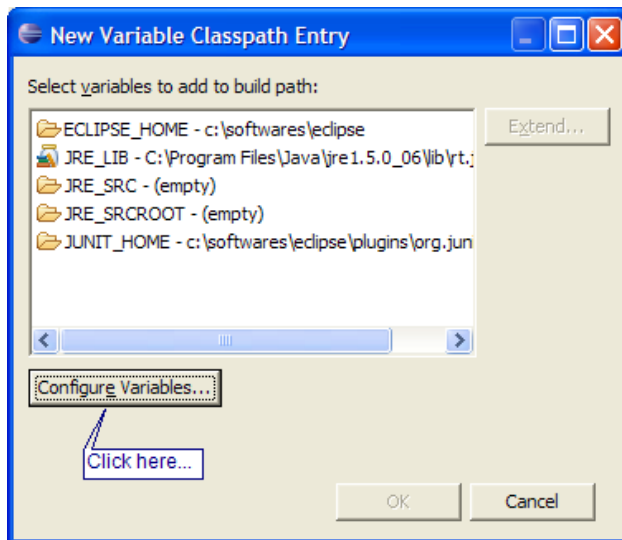 New Variable Classpath Entry
Select variables to add to build path:
ECLIPSE_HOME - c:\softwares\eclipse
Extend...
JRE_LIB - C:\Program Files\Java\jre1.5.0_06\lib\rt.j
JRE_SRC - (empty)
JRE_SRCROOT - (empty)
JUNIT_HOME - c:\softwares\eclipse\plugins\org.juni
Configure Variables...
Click here...
OK
Cancel